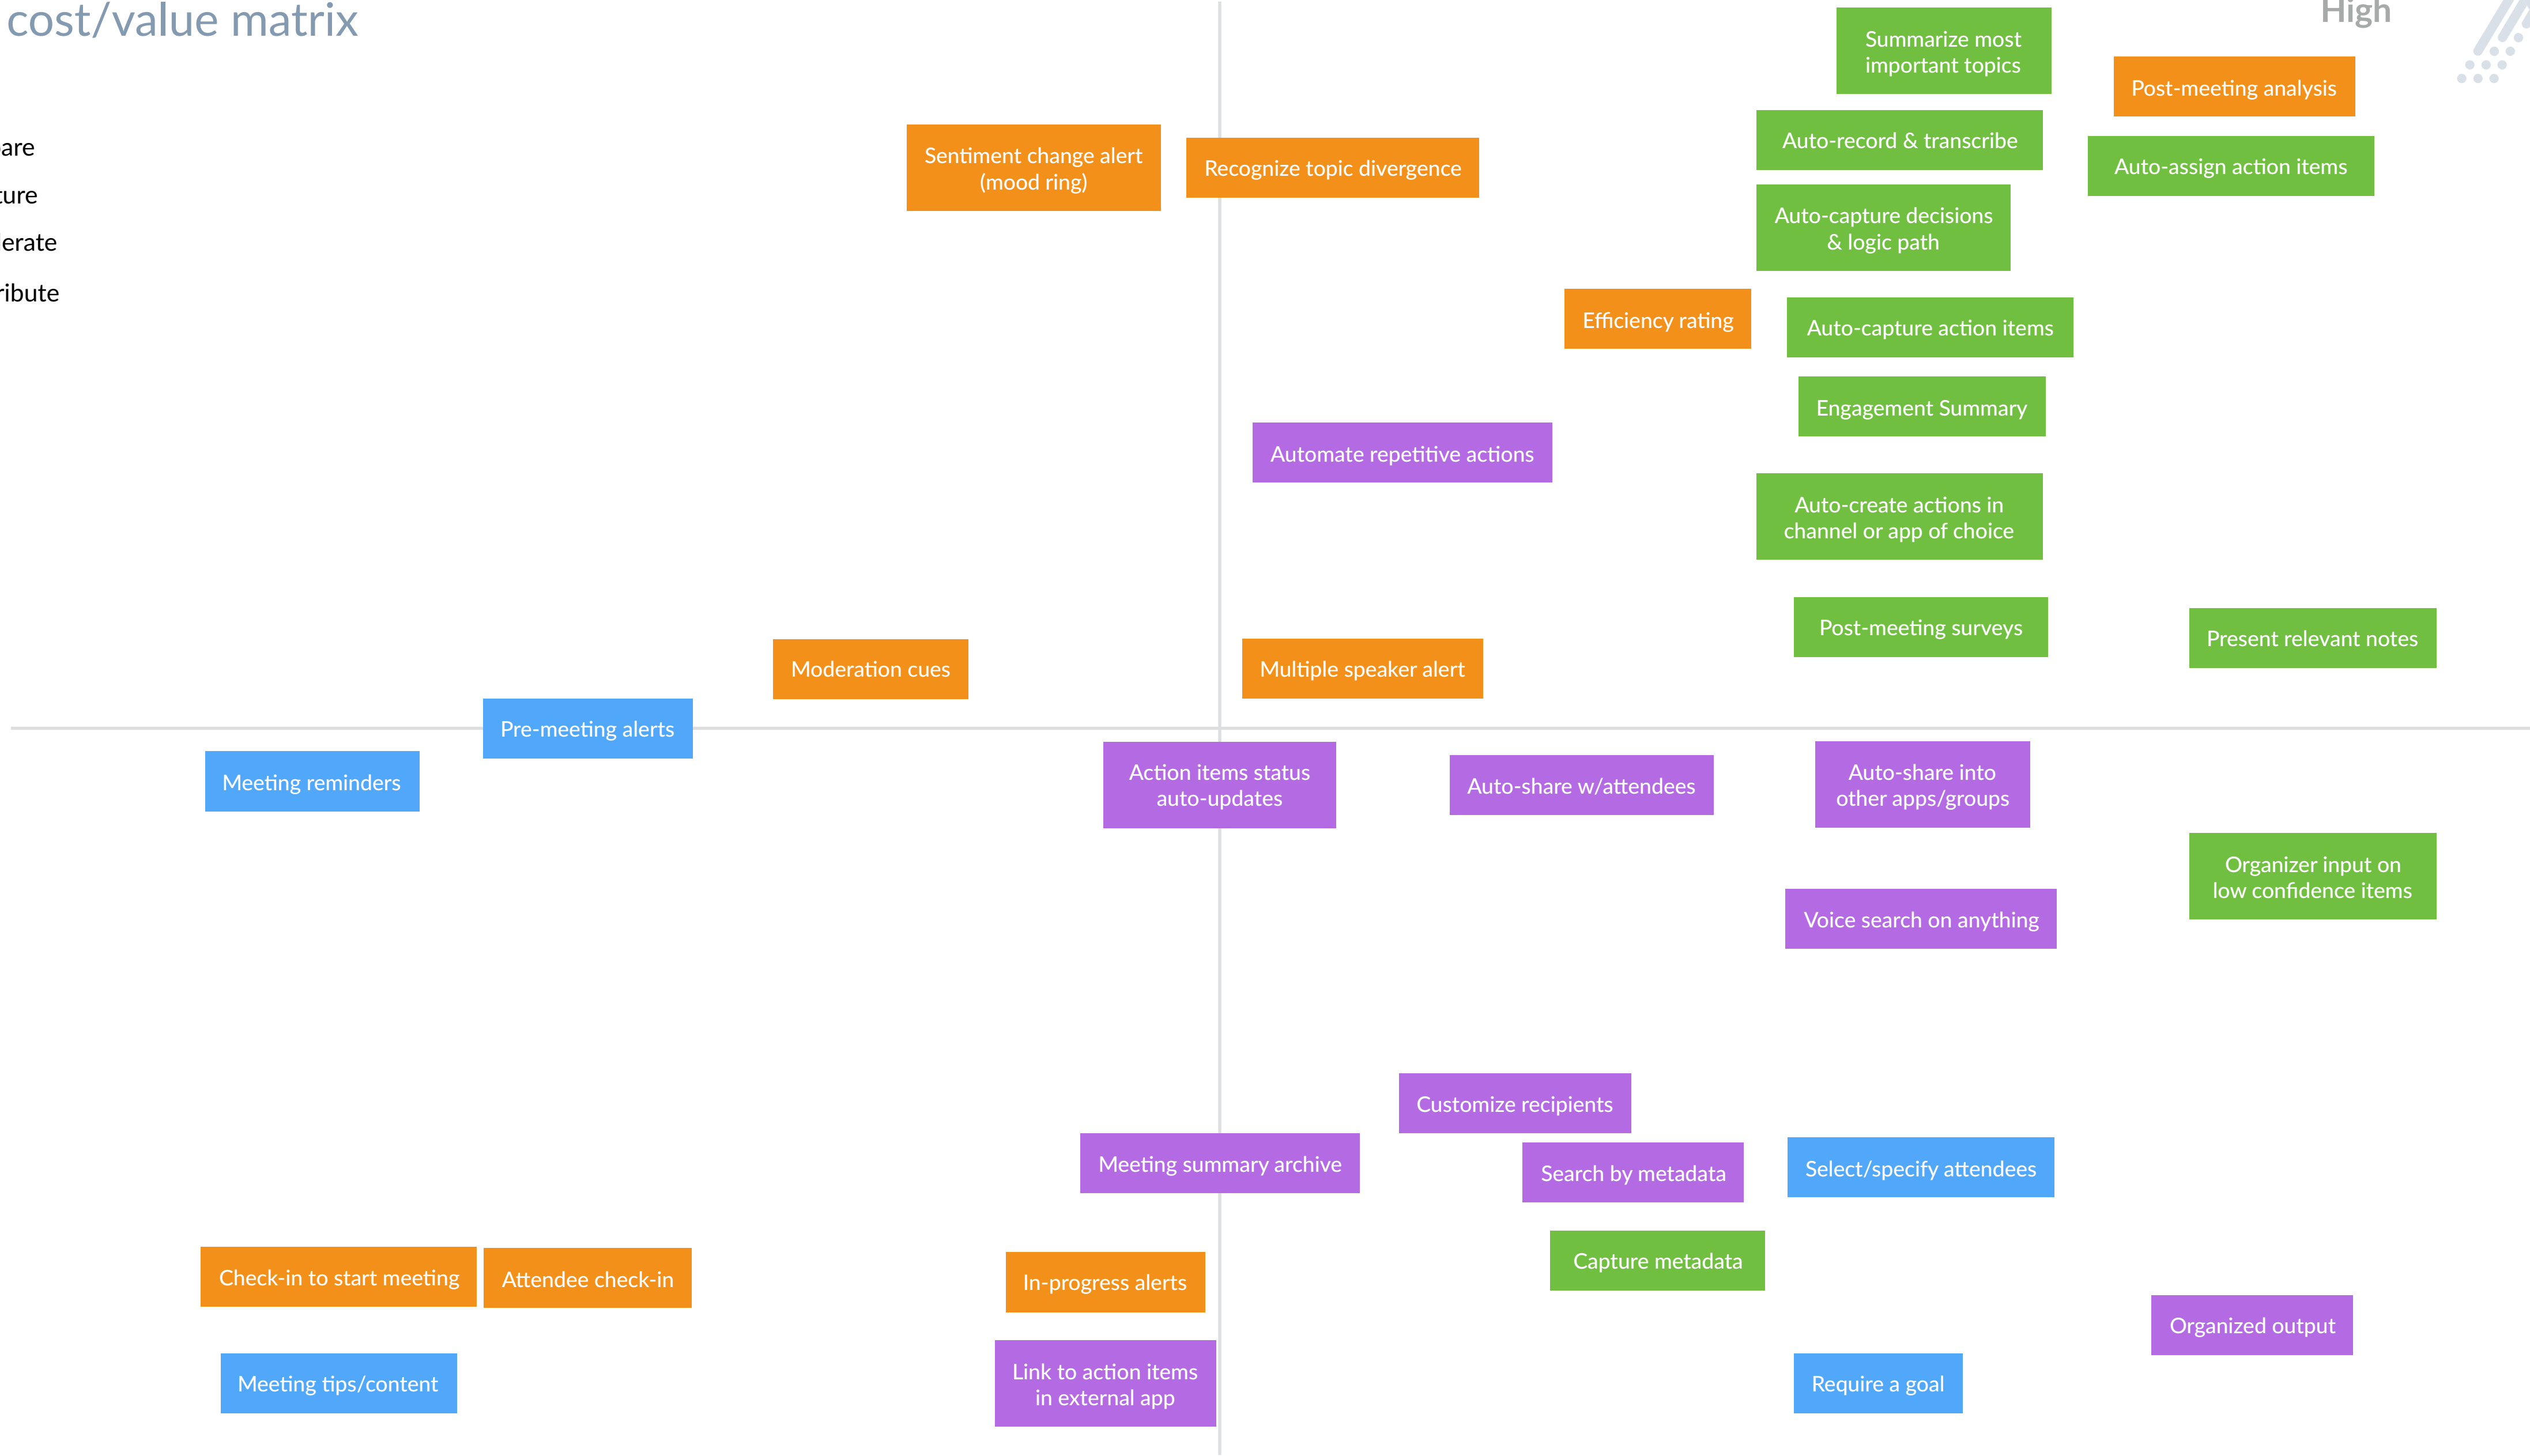 cost/value matrix
High
are
ture
erate
ribute
Summarize most
important topics
Post-meeting analysis
Sentiment change alert
(mood ring)
Recognize topic divergence
Auto-record & transcribe
Auto-assign action items
Auto-capture decisions
& logic path
Efficiency rating
Auto-capture action items
Engagement Summary
Automate repetitive actions
Auto-create actions in
channel or app of choice
Post-meeting surveys
Present relevant notes
Moderation cues
Multiple speaker alert
Pre-meeting alerts
Meeting reminders
Action items status
auto-updates
Auto-share w/attendees
Auto-share into
other apps/groups
Organizer input on
low confidence items
Voice search on anything
Customize recipients
Meeting summary archive
Search by metadata
Select/specify attendees
Capture metadata
Check-in to start meeting
Attendee check-in
In-progress alerts
Organized output
Link to action items
in external app
Meeting tips/content
Require a goal